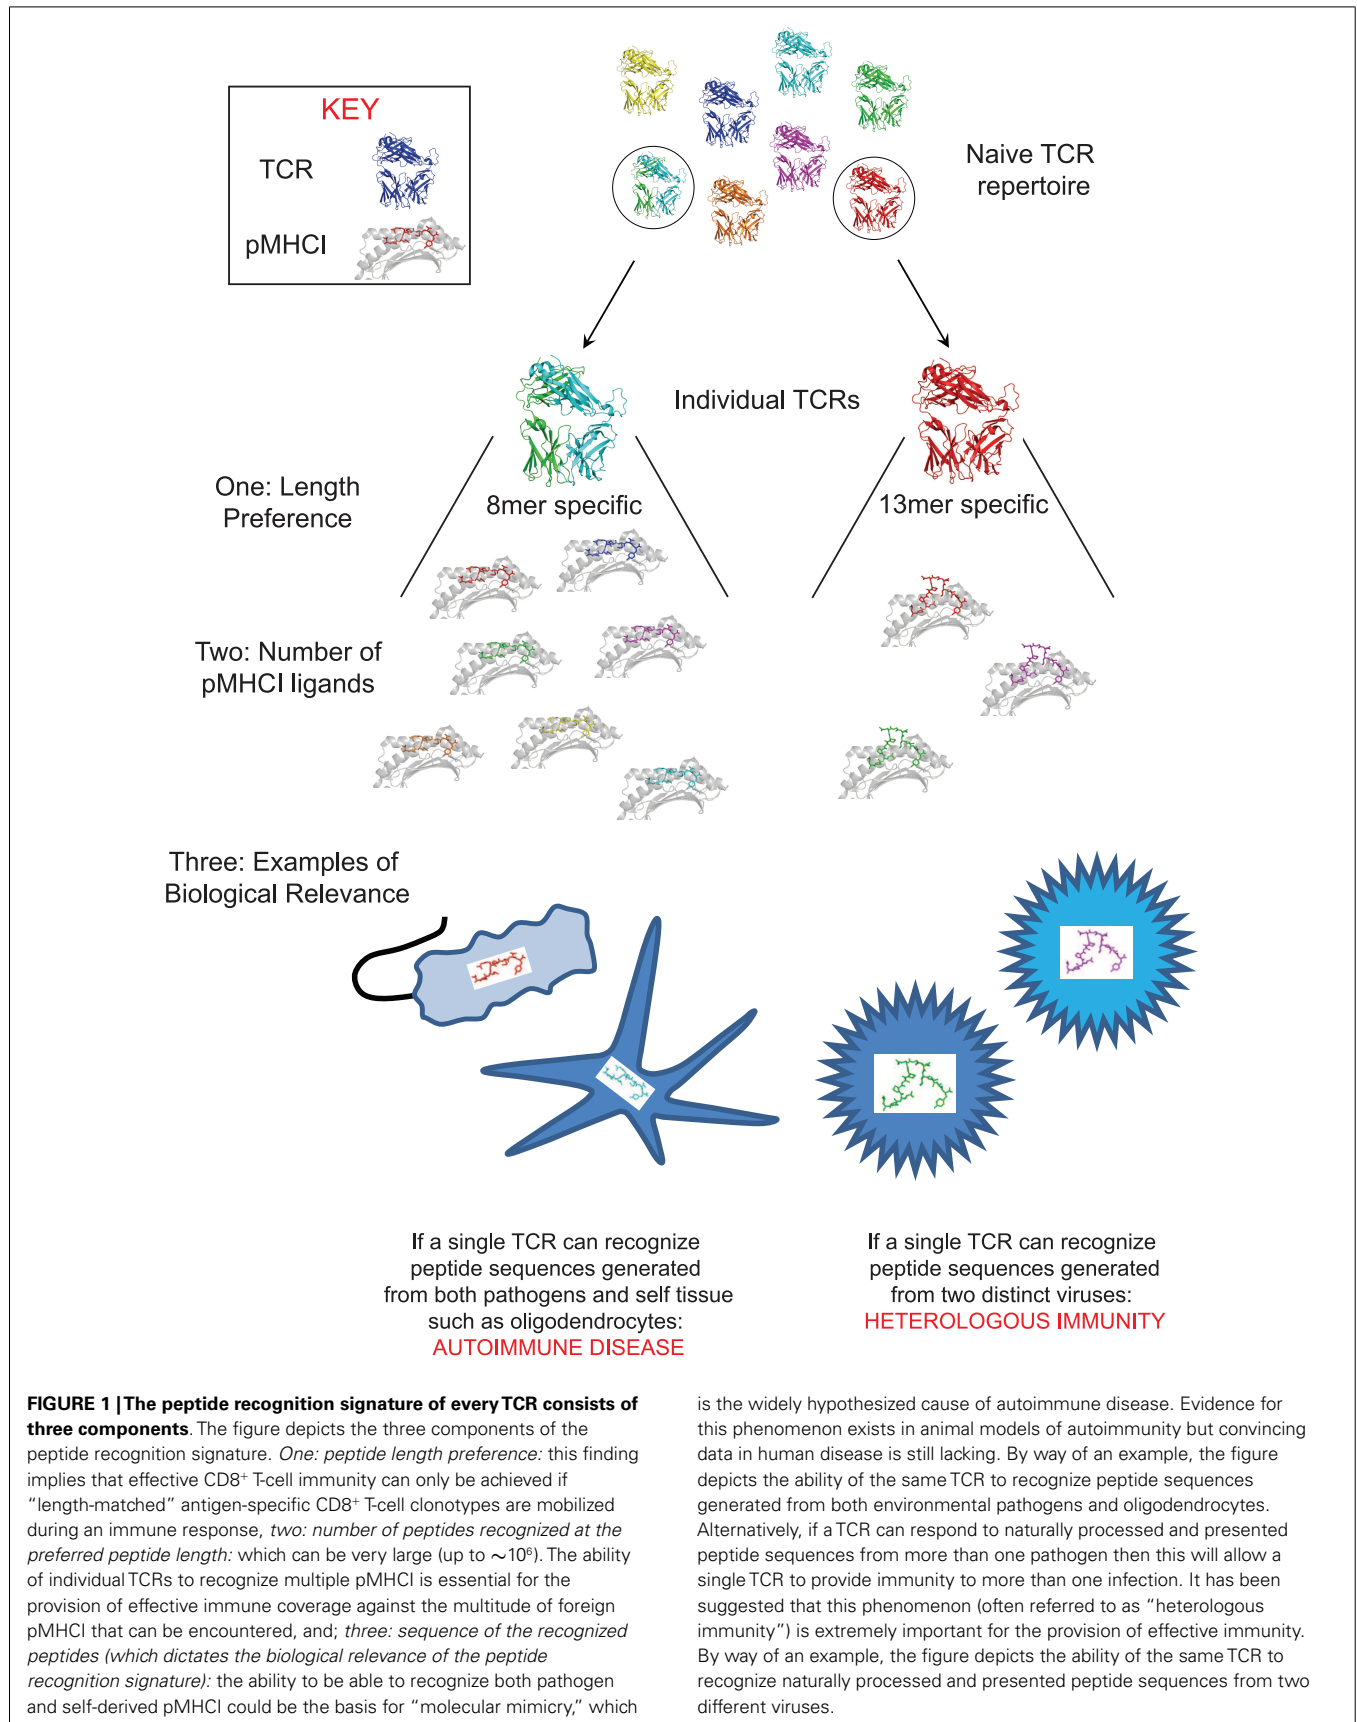 KEY
TCR
pMHCI
Naive TCR
repertoire
Individual TCRs
One: Length
Preference
8mer specific
13mer specific
Two: Number of
pMHCI ligands
Three: Examples of
Biological Relevance
If a single TCR can recognize
peptide sequences generated
from both pathogens and self tissue
such as oligodendrocytes:
AUTOIMMUNE DISEASE
If a single TCR can recognize
peptide sequences generated
from two distinct viruses:
HETEROLOGOUS IMMUNITY
FIGURE 1 | The peptide recognition signature of every TCR consists of
three components. The figure depicts the three components of the
peptide recognition signature. One: peptide length preference: this finding
implies that effective CD8⁺ T-cell immunity can only be achieved if
“length-matched” antigen-specific CD8⁺ T-cell clonotypes are mobilized
during an immune response, two: number of peptides recognized at the
preferred peptide length: which can be very large (up to ∼10⁶). The ability
of individual TCRs to recognize multiple pMHCI is essential for the
provision of effective immune coverage against the multitude of foreign
pMHCI that can be encountered, and; three: sequence of the recognized
peptides (which dictates the biological relevance of the peptide
recognition signature): the ability to be able to recognize both pathogen
and self-derived pMHCI could be the basis for “molecular mimicry,” which
is the widely hypothesized cause of autoimmune disease. Evidence for
this phenomenon exists in animal models of autoimmunity but convincing
data in human disease is still lacking. By way of an example, the figure
depicts the ability of the same TCR to recognize peptide sequences
generated from both environmental pathogens and oligodendrocytes.
Alternatively, if a TCR can respond to naturally processed and presented
peptide sequences from more than one pathogen then this will allow a
single TCR to provide immunity to more than one infection. It has been
suggested that this phenomenon (often referred to as “heterologous
immunity”) is extremely important for the provision of effective immunity.
By way of an example, the figure depicts the ability of the same TCR to
recognize naturally processed and presented peptide sequences from two
different viruses.